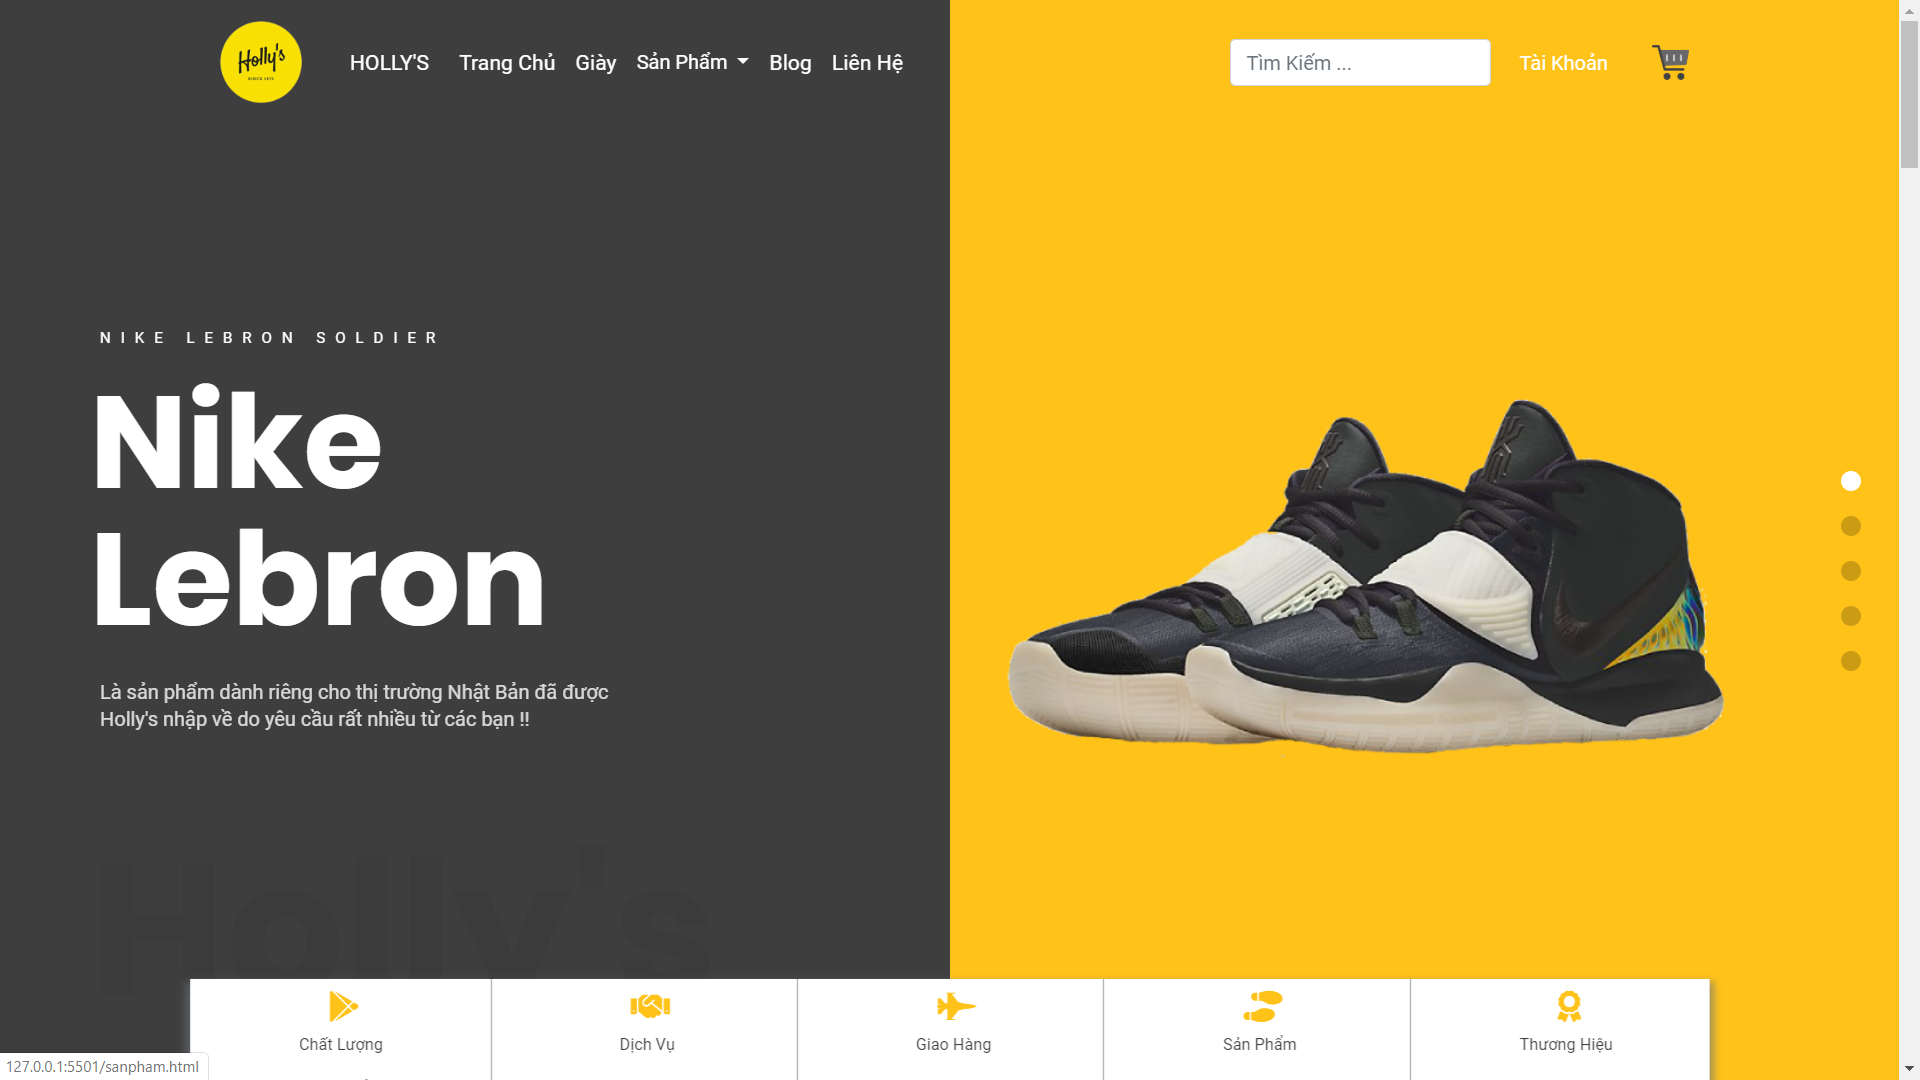 Holly's
SINCE 1975
HOLLY'S
Trang Chủ
Giày
Sản Phẩm
Blog
Liên Hệ
Tìm Kiếm ...
Tài Khoản
NIKE LEBRON SOLDIER
Nike
Lebron
Là sản phẩm dành riêng cho thị trường Nhật Bản đã được
Holly's nhập về do yêu cầu rất nhiều từ các bạn !!
Holly's
Chất Lượng
Dịch Vụ
Giao Hàng
Sản Phẩm
Thương Hiệu
127.0.0.1:5501/sanpham.html